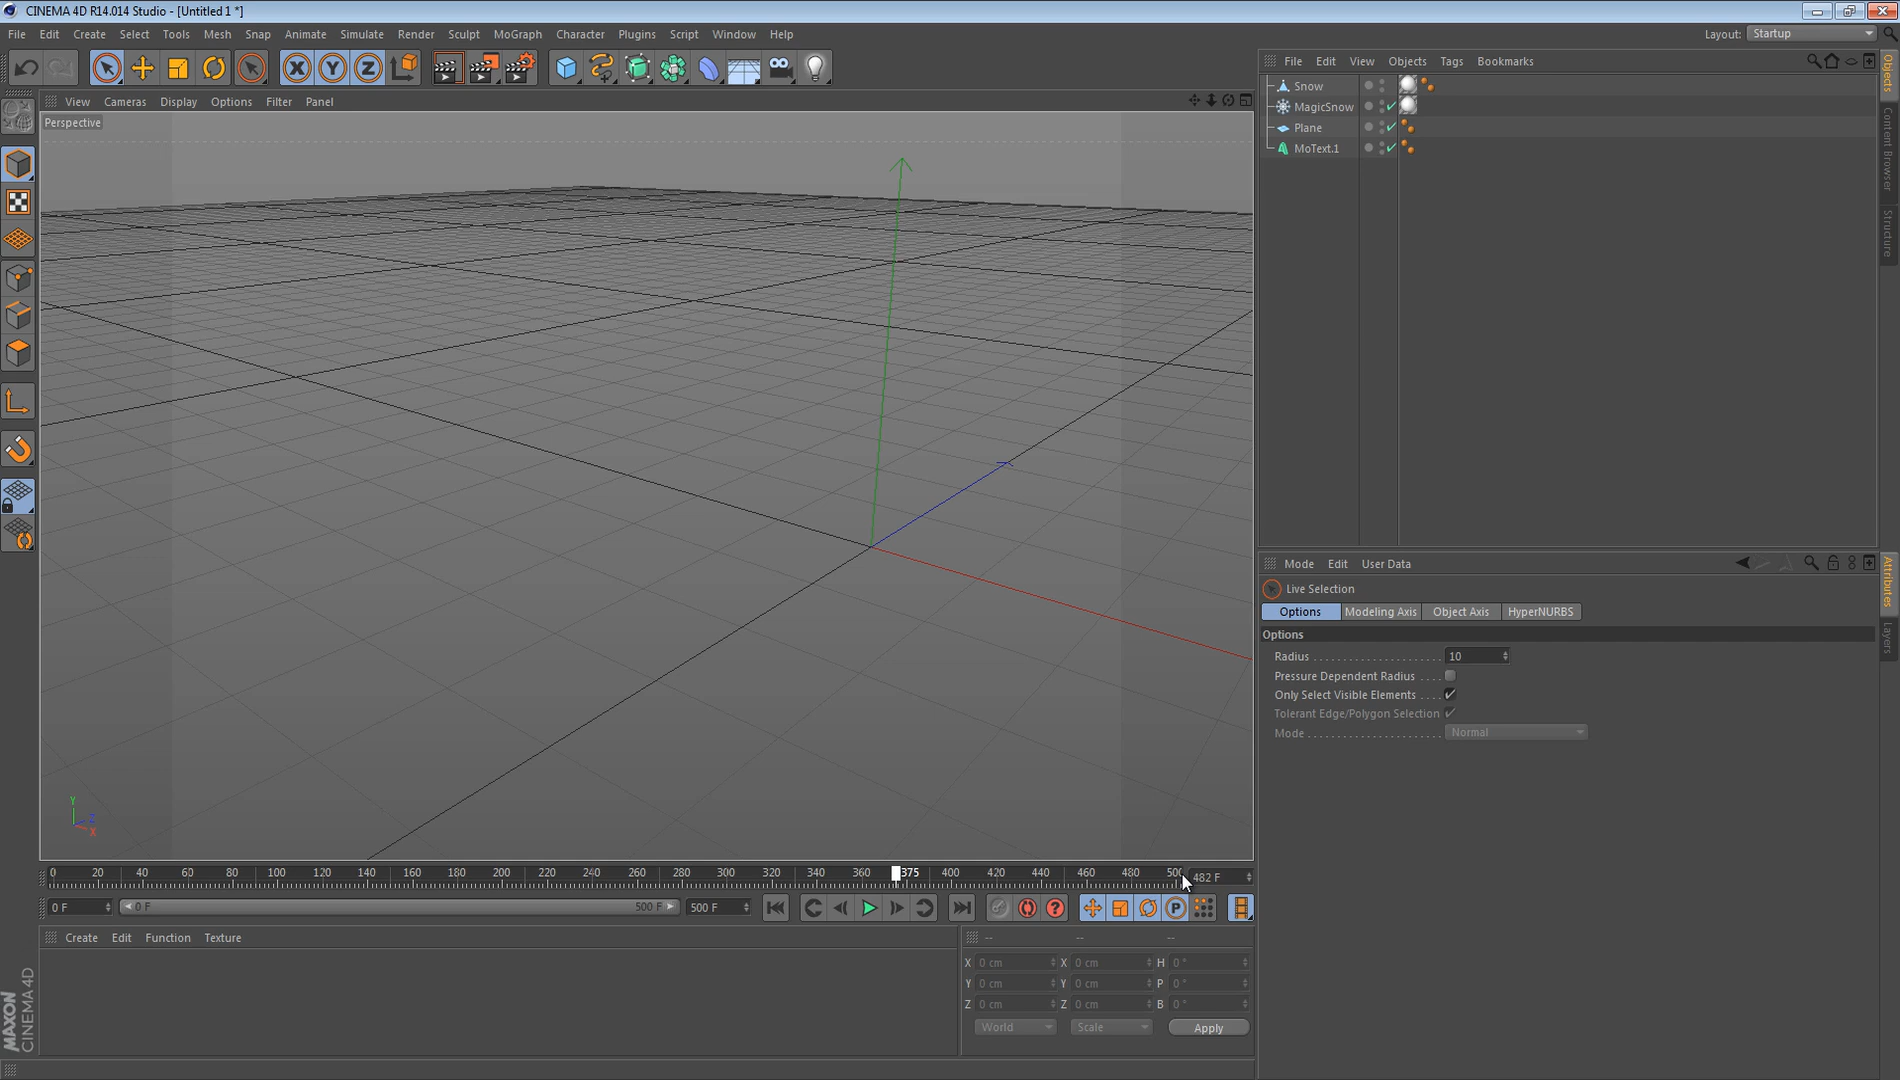 CINEMA 4D R14.014 Studio - [Untitled 1 *]
File Edit Create Select Tools Mesh Snap Animate Simulate Render Sculpt MoGraph Character Plugins Script Window Help
Layout: Startup
X Y Z
View Cameras Display Options Filter Panel
Perspective
Y
Z
X
0 20 40 60 80 100 120 140 160 180 200 220 240 260 280 300 320 340 360 375 400 420 440 460 480 500
482 F
0 F
0 F
500 F
500 F
P
Create Edit Function Texture
-- -- --
X 0 cm X 0 cm H 0 °
Y 0 cm Y 0 cm P 0 °
Z 0 cm Z 0 cm B 0 °
World Scale Apply
MAXON
CINEMA 4D
File Edit View Objects Tags Bookmarks
Snow
MagicSnow
Plane
MoText.1
Objects
Content Browser
Structure
Mode Edit User Data
Live Selection
Options Modeling Axis Object Axis HyperNURBS
Options
Radius 10
Pressure Dependent Radius
Only Select Visible Elements
Tolerant Edge/Polygon Selection
Mode Normal
Attributes
Layers